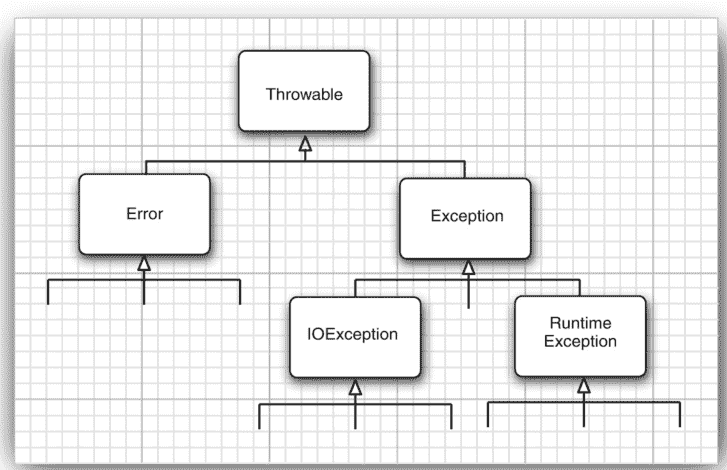 Throwable
Error
Exception
IOException
Runtime
Exception